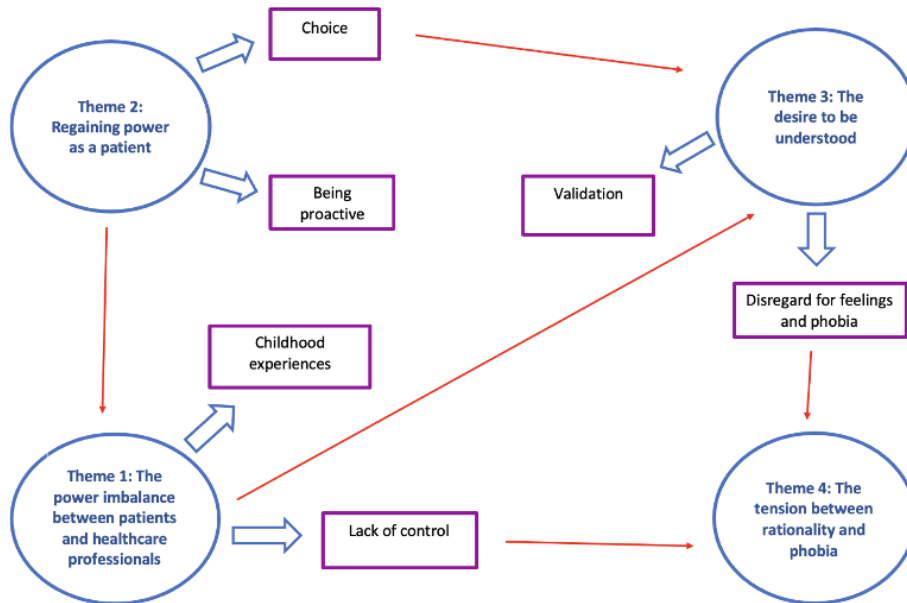 Choice
Theme 2:
Regaining power
as a patient
Theme 3: The
desire to be
understood
Being
proactive
Validation
Disregard for feelings
and phobia
Childhood
experiences
Theme 1: The
power imbalance
between patients
and healthcare
professionals
Lack of control
Theme 4: The
tension between
rationality and
phobia